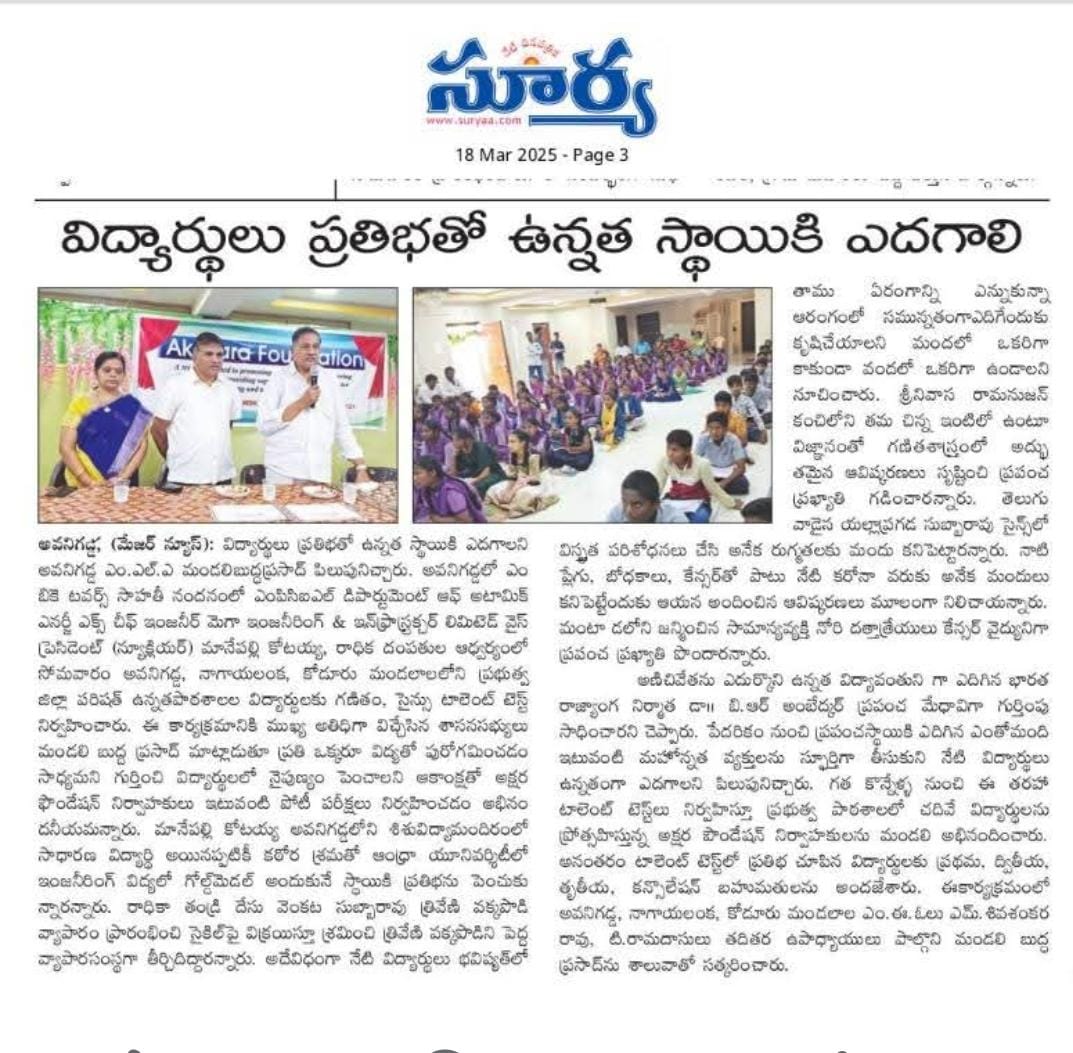 నేటి దినపత్రిక
సూర్య
www.suryaa.com
18 Mar 2025 - Page 3
విద్యార్థులు ప్రతిభతో ఉన్నత స్థాయికి ఎదగాలి
Ak ara Foundation
అవనిగడ్డ, (మేజర్ న్యూస్): విద్యార్థులు ప్రతిభతో ఉన్నత స్థాయికి ఎదగాలని
అవనిగడ్డ ఎం.ఎల్.ఎ మండలిబుద్ధప్రసాద్ పిలుపునిచ్చారు. అవనిగడ్డలో ఎం
బికె టవర్స్ సాహితీ నందనంలో ఎంపిసిఐఎల్ డిపార్టుమెంట్ ఆఫ్ అటామిక్
ఎనర్జీ ఎక్స్ చీఫ్ ఇంజనీర్ మెగా ఇంజనీరింగ్ & ఇన్‌ఫ్రాస్ట్రక్చర్ లిమిటెడ్ వైస్
ప్రెసిడెంట్ (న్యూక్లియర్) మానేపల్లి కోటయ్య, రాధిక దంపతుల ఆధ్వర్యంలో
సోమవారం అవనిగడ్డ, నాగాయలంక, కోడూరు మండలాలలోని ప్రభుత్వ
జిల్లా పరిషత్ ఉన్నతపాఠశాలల విద్యార్థులకు గణితం, సైన్సు టాలెంట్ టెస్ట్
నిర్వహించారు. ఈ కార్యక్రమానికి ముఖ్య అతిథిగా విచ్చేసిన శాసనసభ్యులు
మండలి బుద్ధ ప్రసాద్ మాట్లాడుతూ ప్రతి ఒక్కరూ విద్యతో పురోగమించడం
సాధ్యమని గుర్తించి విద్యార్థులలో నైపుణ్యం పెంచాలని ఆకాంక్షతో అక్షర
ఫౌండేషన్ నిర్వాహకులు ఇటువంటి పోటీ పరీక్షలు నిర్వహించడం అభినం
దనీయమన్నారు. మానేపల్లి కోటయ్య అవనిగడ్డలోని శిశువిద్యామందిరంలో
సాధారణ విద్యార్థి అయినప్పటికీ కఠోర శ్రమతో ఆంధ్రా యూనివర్శిటీలో
ఇంజనీరింగ్ విద్యలో గోల్డ్‌మెడల్ అందుకునే స్థాయికి ప్రతిభను పెంచుకు
న్నారన్నారు. రాధికా తండ్రి దేసు వెంకట సుబ్బారావు త్రివేణి వక్కపొడి
వ్యాపారం ప్రారంభించి సైకిల్‌పై విక్రయిస్తూ శ్రమించి త్రివేణి వక్కపొడిని పెద్ద
వ్యాపారసంస్థగా తీర్చిదిద్దారన్నారు. అదేవిధంగా నేటి విద్యార్థులు భవిష్యత్‌లో
తాము ఏరంగాన్ని ఎన్నుకున్నా
ఆరంగంలో సమున్నతంగాఎదిగేందుకు
కృషిచేయాలని మందలో ఒకరిగా
కాకుండా వందలో ఒకరిగా ఉండాలని
సూచించారు. శ్రీనివాస రామనుజన్
కంచిలోని తమ చిన్న ఇంటిలో ఉంటూ
విజ్ఞానంతో గణితశాస్త్రంలో అద్భు
తమైన ఆవిష్కరణలు సృష్టించి ప్రపంచ
ప్రఖ్యాతి గడించారన్నారు. తెలుగు
వాడైన యల్లాప్రగడ సుబ్బారావు సైన్స్‌లో
విస్తృత పరిశోధనలు చేసి అనేక రుగ్మతలకు మందు కనిపెట్టారన్నారు. నాటి
ప్లేగు, బోధకాలు, కేన్సర్‌తో పాటు నేటి కరోనా వరుకు అనేక మందులు
కనిపెట్టేందుకు ఆయన అందించిన ఆవిష్కరణలు మూలంగా నిలిచాయన్నారు.
మంటా డలోని జన్మించిన సామాన్యవ్యక్తి నోరి దత్తాత్రేయులు కేన్సర్ వైద్యునిగా
ప్రపంచ ప్రఖ్యాతి పొందారన్నారు.
అణిచివేతను ఎదుర్కొని ఉన్నత విద్యావంతుని గా ఎదిగిన భారత
రాజ్యాంగ నిర్మాత డా॥ బి.ఆర్ అంబేద్కర్ ప్రపంచ మేధావిగా గుర్తింపు
సాధించారని చెప్పారు. పేదరికం నుంచి ప్రపంచస్థాయికి ఎదిగిన ఎంతోమంది
ఇటువంటి మహోన్నత వ్యక్తులను స్ఫూర్తిగా తీసుకుని నేటి విద్యార్థులు
ఉన్నతంగా ఎదగాలని పిలుపునిచ్చారు. గత కొన్నేళ్ళ నుంచి ఈ తరహా
టాలెంట్ టెస్ట్‌లు నిర్వహిస్తూ ప్రభుత్వ పాఠశాలలో చదివే విద్యార్థులను
ప్రోత్సహిస్తున్న అక్షర పౌండేషన్ నిర్వాహకులను మండలి అభినందించారు.
అనంతరం టాలెంట్ టెస్ట్‌లో ప్రతిభ చూపిన విద్యార్థులకు ప్రథమ, ద్వితీయ,
తృతీయ, కన్సొలేషన్ బహుమతులను అందజేశారు. ఈకార్యక్రమంలో
అవనిగడ్డ, నాగాయలంక, కోడూరు మండలాల ఎం.ఈ.ఓలు ఎమ్.శివశంకర
రావు, టి.రామదాసులు తదితర ఉపాధ్యాయులు పాల్గొని మండలి బుద్ధ
ప్రసాద్‌ను శాలువాతో సత్కరించారు.